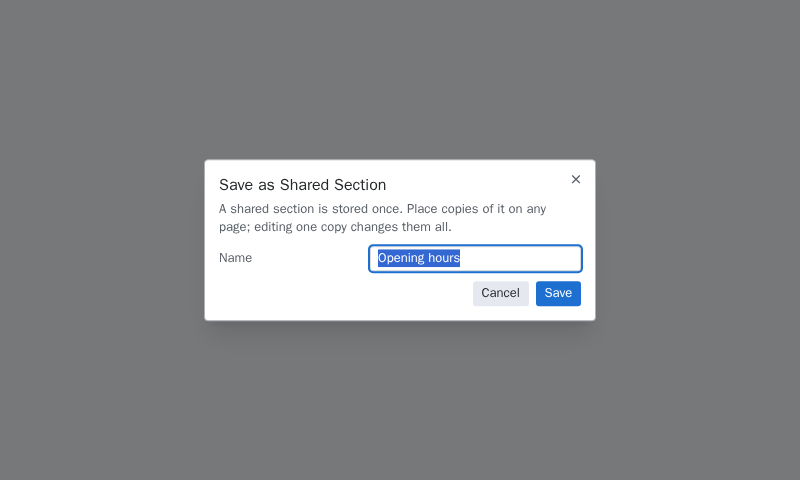 Save as Shared Section
A shared section is stored once. Place copies of it on any
page; editing one copy changes them all.
Name
Opening hours
Cancel
Save